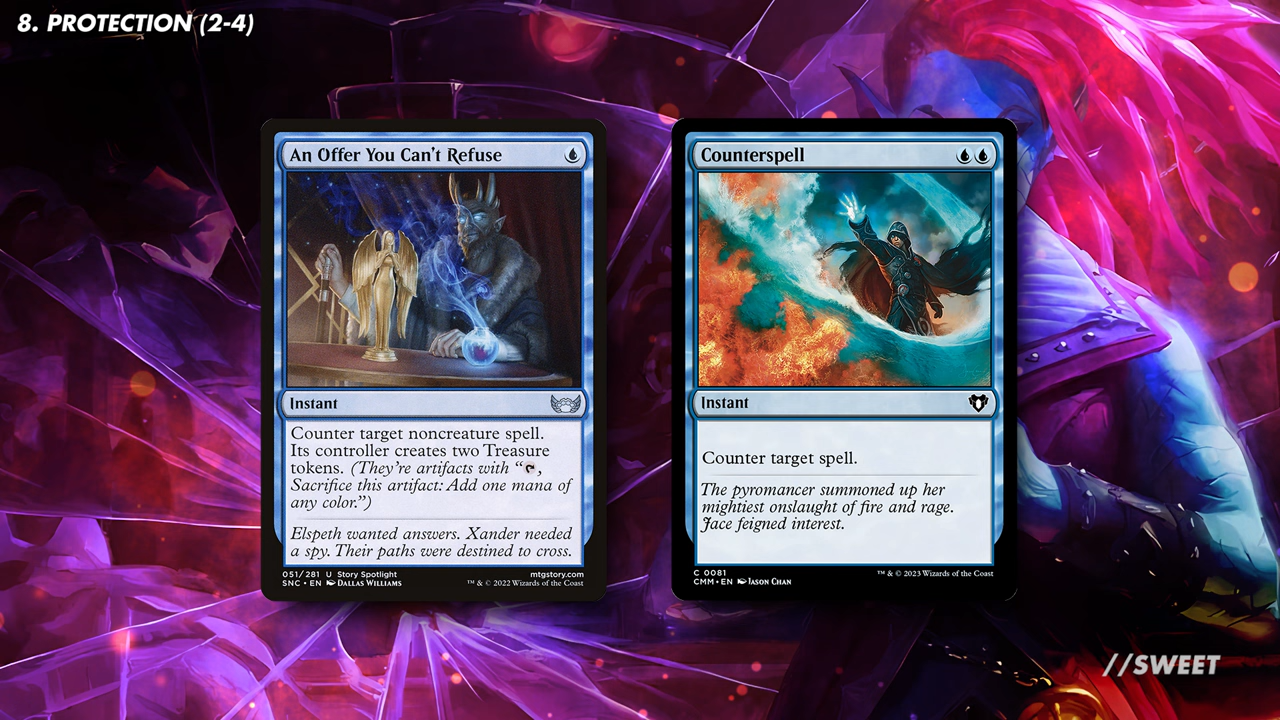 8. PROTECTION (2-4)
An Offer You Can't Refuse
Instant
Counter target noncreature spell.
Its controller creates two Treasure
tokens. (They're artifacts with “,
Sacrifice this artifact: Add one mana of
any color.”)
Elspeth wanted answers. Xander needed
a spy. Their paths were destined to cross.
051/281 U Story Spotlight
SNC • EN DALLAS WILLIAMS
mtgstory.com
™ & © 2022 Wizards of the Coast
Counterspell
Instant
Counter target spell.
The pyromancer summoned up her
mightiest onslaught of fire and rage.
Jace feigned interest.
C 0081
CMM • EN JASON CHAN
™ & © 2023 Wizards of the Coast
//SWEET